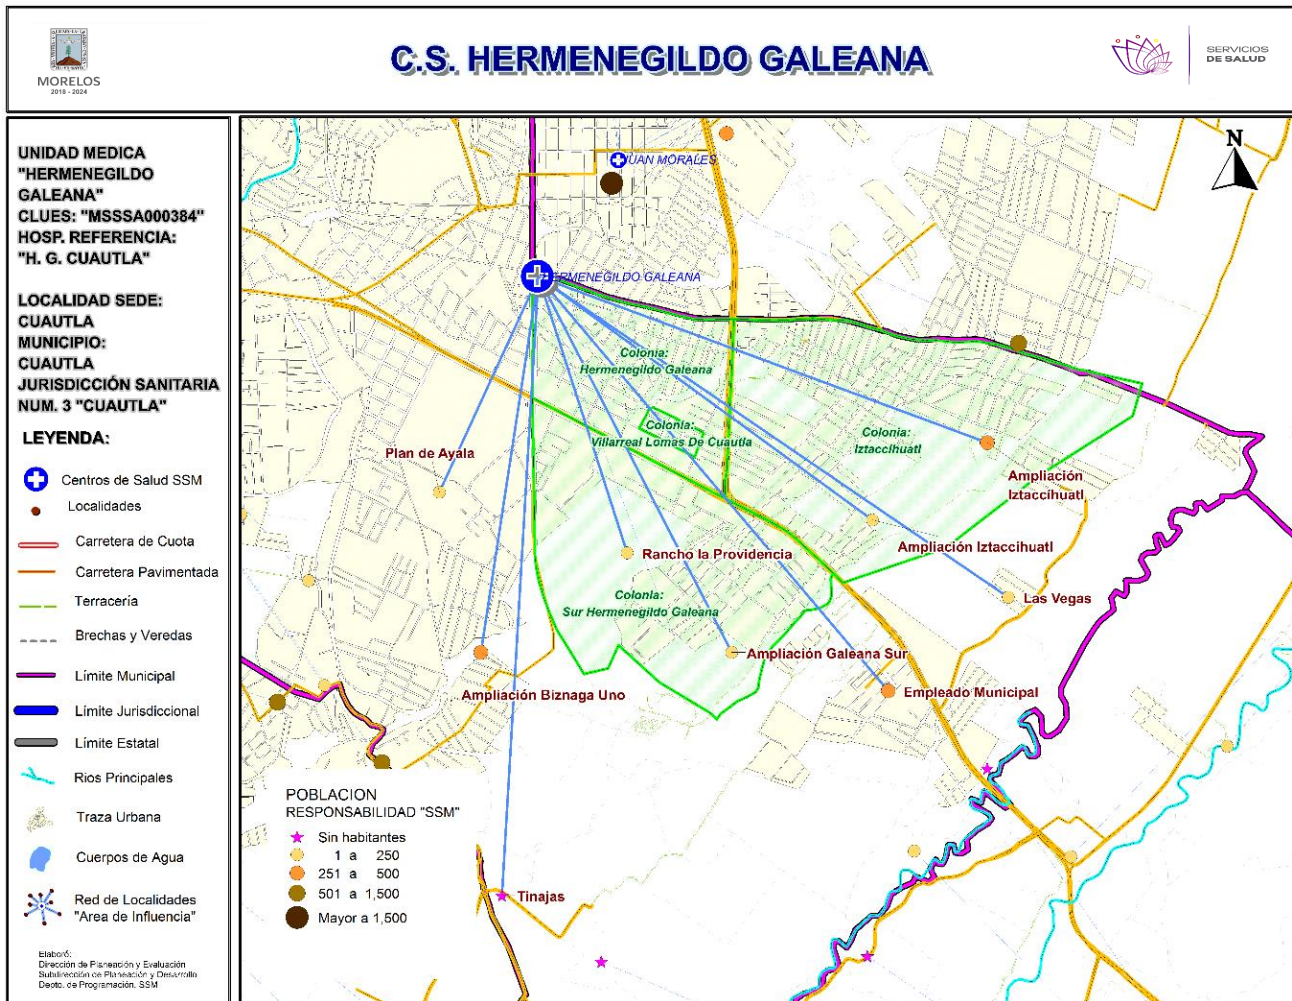 MORELOS
2018 - 2024
C.S. HERMENEGILDO GALEANA
SERVICIOS
DE SALUD
UNIDAD MEDICA
"HERMENEGILDO
GALEANA"
CLUES: "MSSSA000384"
HOSP. REFERENCIA:
"H. G. CUAUTLA"
LOCALIDAD SEDE:
CUAUTLA
MUNICIPIO:
CUAUTLA
JURISDICCIÓN SANITARIA
NUM. 3 "CUAUTLA"
LEYENDA:
Centros de Salud SSM
Localidades
Carretera de Cuota
Carretera Pavimentada
Terracería
Brechas y Veredas
Límite Municipal
Límite Jurisdiccional
Límite Estatal
Rios Principales
Traza Urbana
Cuerpos de Agua
Red de Localidades
"Area de Influencia"
Elaboró:
Dirección de Planeación y Evaluación
Subdirección de Planeación y Desarrollo
Depto. de Programación. SSM
N
JUAN MORALES
HERMENEGILDO GALEANA
Colonia:
Hermenegildo Galeana
Colonia:
Villarreal Lomas De Cuautla
Colonia:
Iztaccihuatl
Plan de Ayala
Ampliación
Iztaccíhuatl
Rancho la Providencia
Ampliación Iztaccihuatl
Colonia:
Sur Hermenegildo Galeana
Las Vegas
Ampliación Galeana Sur
Ampliación Biznaga Uno
Empleado Municipal
Tinajas
POBLACION
RESPONSABILIDAD "SSM"
Sin habitantes
1 a 250
251 a 500
501 a 1,500
Mayor a 1,500